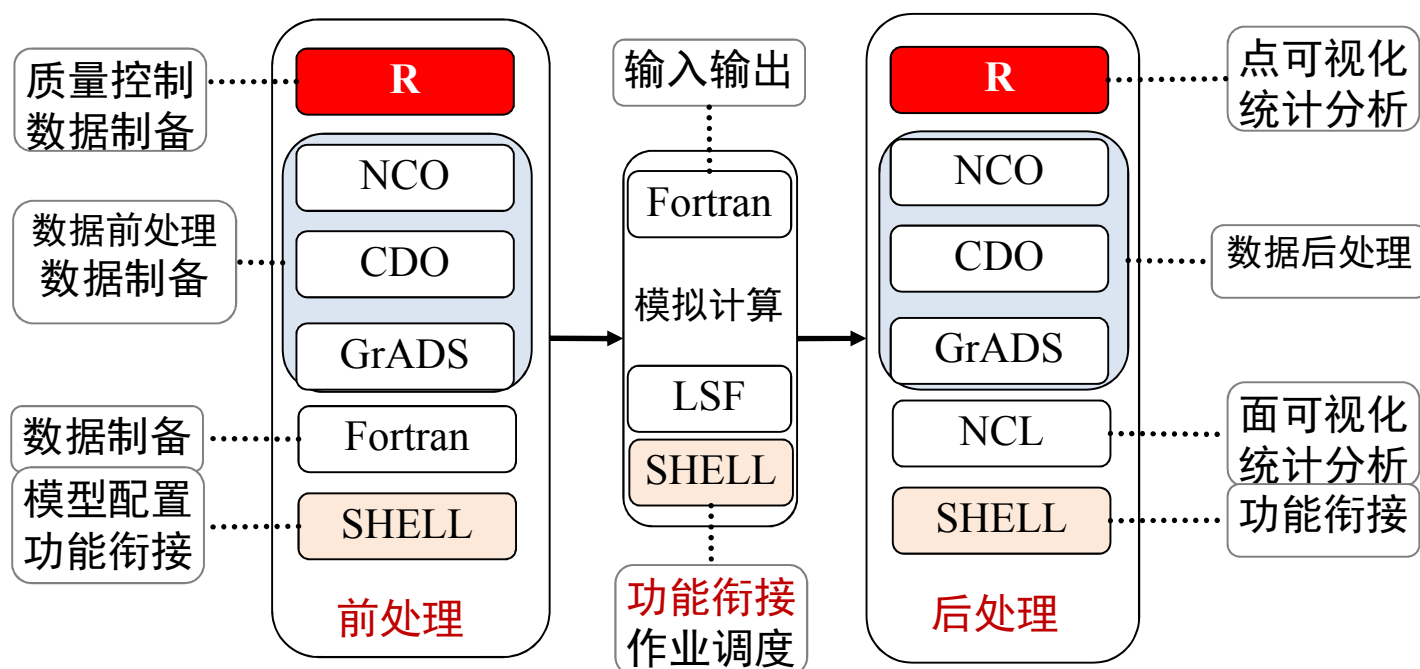 质量控制
数据制备
数据前处理
数据制备
数据制备
模型配置
功能衔接
R
NCO
CDO
GrADS
Fortran
SHELL
前处理
输入输出
Fortran
模拟计算
LSF
SHELL
功能衔接
作业调度
R
NCO
CDO
GrADS
NCL
SHELL
后处理
点可视化
统计分析
数据后处理
面可视化
统计分析
功能衔接